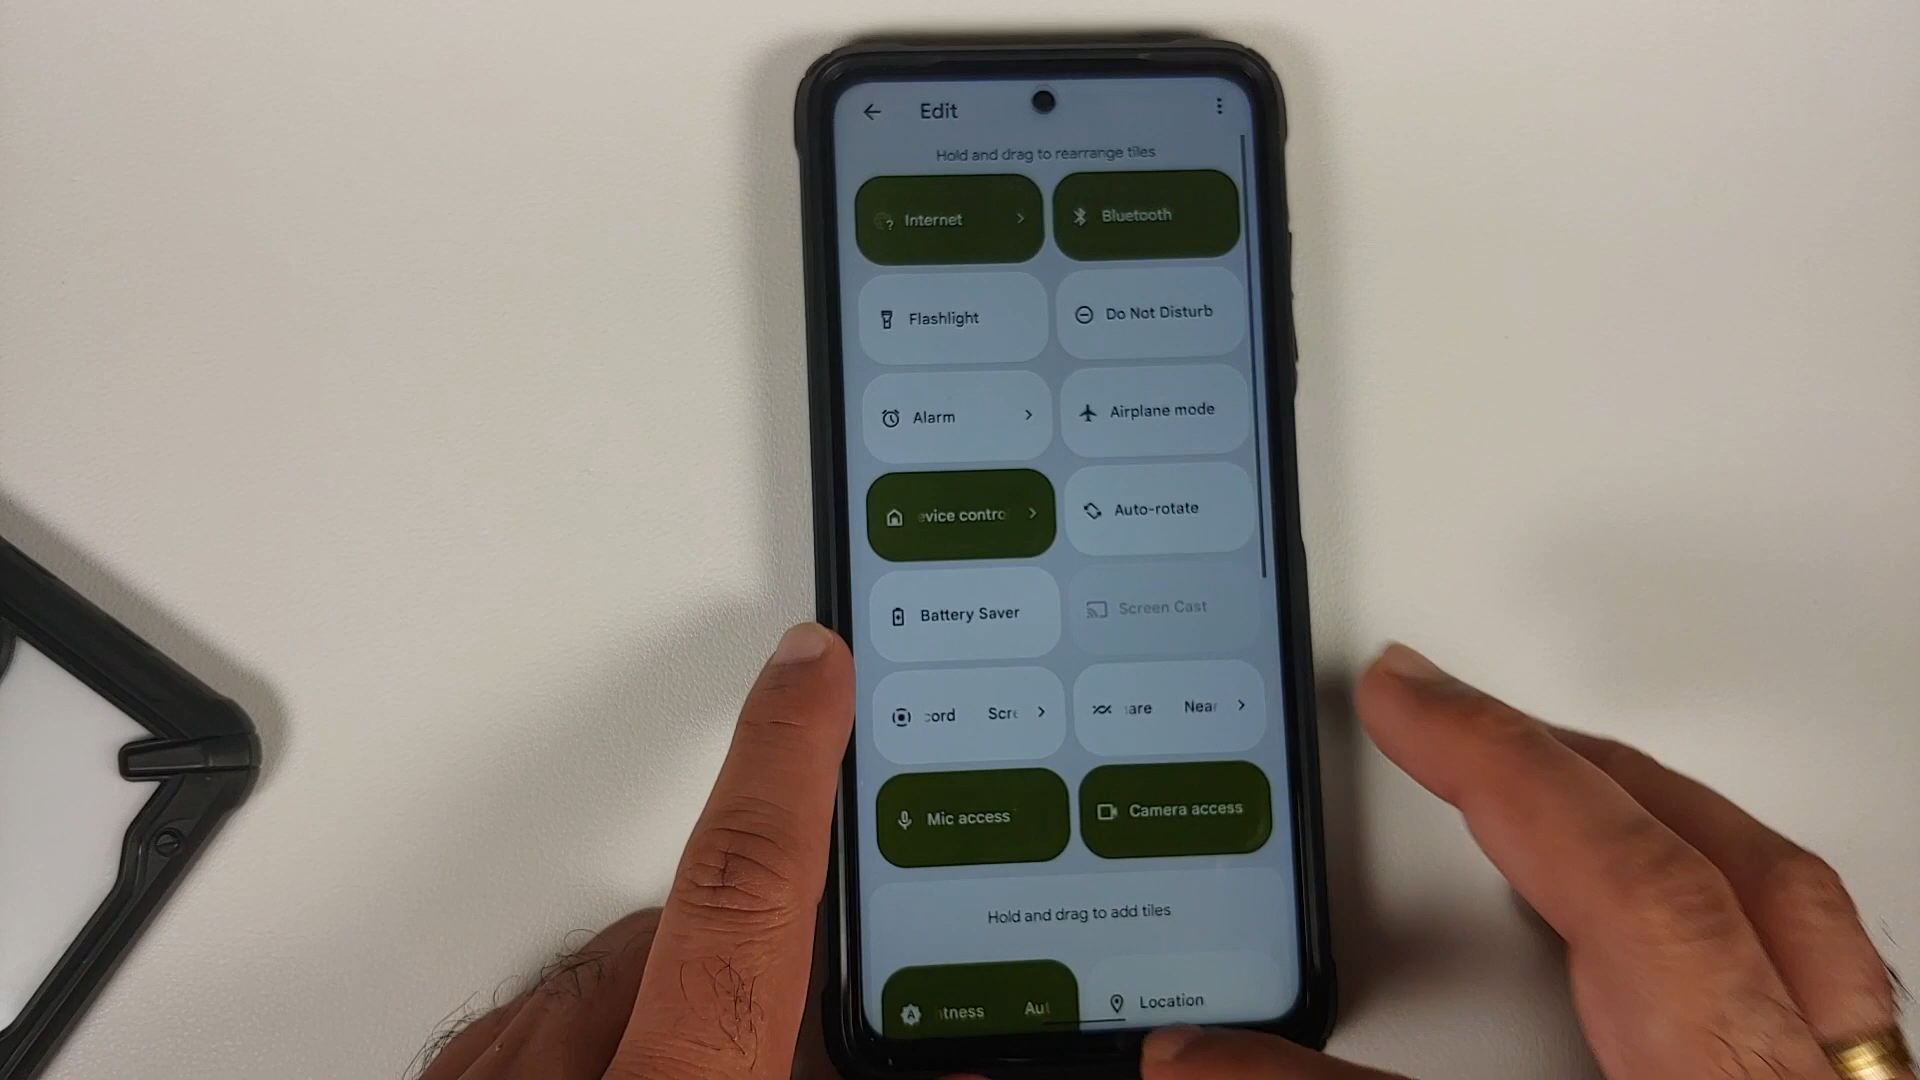 Edit
Hold and drag to rearrange tiles
Internet
Bluetooth
Flashlight
Do Not Disturb
Alarm
Airplane mode
evice contro
Auto-rotate
Battery Saver
Screen Cast
cord Scre
are Near
Mic access
Camera access
Hold and drag to add tiles
A
htness Aut
Location